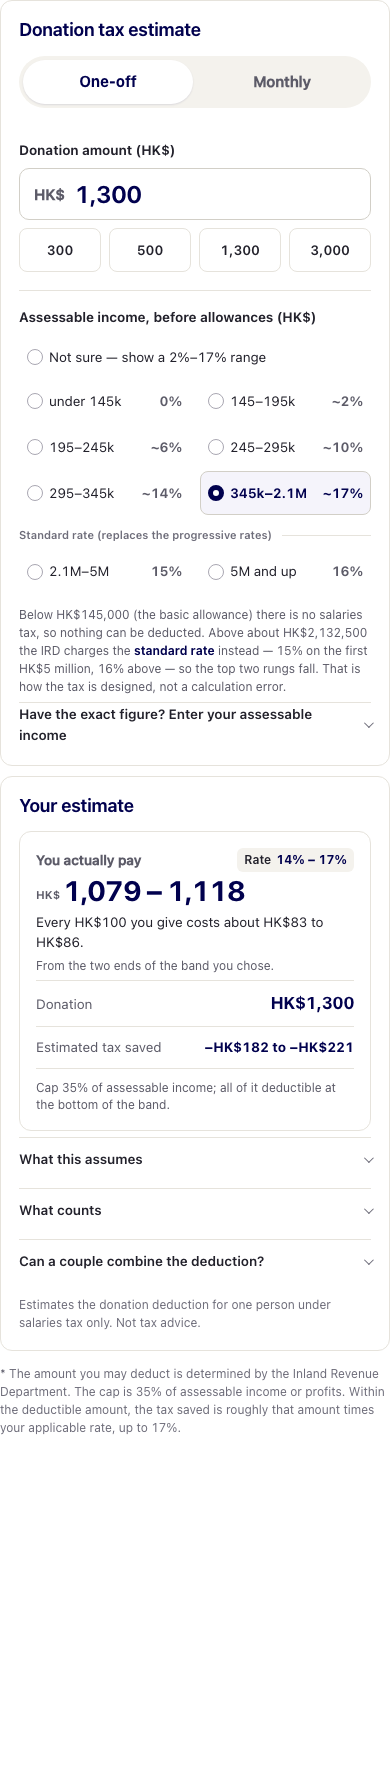 Donation tax estimate
One-off
Monthly
Donation amount (HK$)
HK$ 1,300
300
500
1,300
3,000
Assessable income, before allowances (HK$)
Not sure — show a 2%–17% range
under 145k 0%
145–195k ~2%
195–245k ~6%
245–295k ~10%
295–345k ~14%
345k–2.1M ~17%
Standard rate (replaces the progressive rates)
2.1M–5M 15%
5M and up 16%
Below HK$145,000 (the basic allowance) there is no salaries
tax, so nothing can be deducted. Above about HK$2,132,500
the IRD charges the standard rate instead — 15% on the first
HK$5 million, 16% above — so the top two rungs fall. That is
how the tax is designed, not a calculation error.
Have the exact figure? Enter your assessable
income
Your estimate
You actually pay
Rate 14% – 17%
HK$ 1,079 – 1,118
Every HK$100 you give costs about HK$83 to
HK$86.
From the two ends of the band you chose.
Donation HK$1,300
Estimated tax saved −HK$182 to −HK$221
Cap 35% of assessable income; all of it deductible at
the bottom of the band.
What this assumes
What counts
Can a couple combine the deduction?
Estimates the donation deduction for one person under
salaries tax only. Not tax advice.
* The amount you may deduct is determined by the Inland Revenue
Department. The cap is 35% of assessable income or profits. Within
the deductible amount, the tax saved is roughly that amount times
your applicable rate, up to 17%.